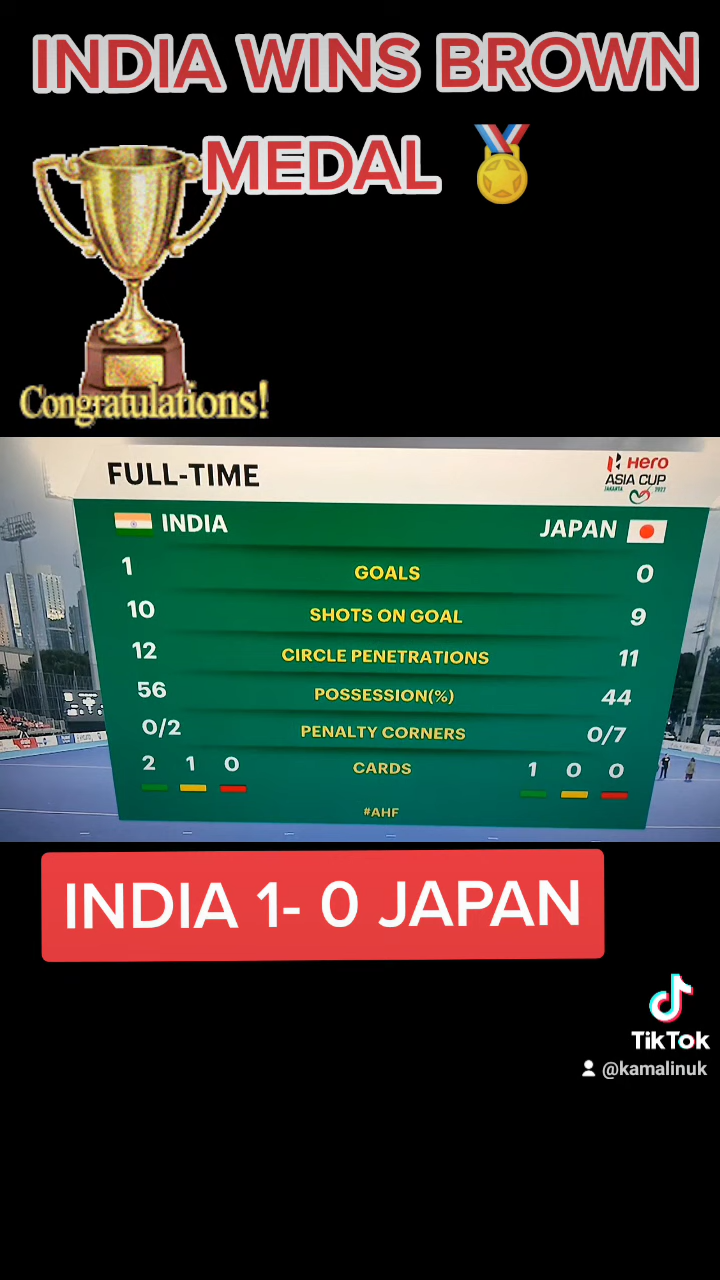 INDIA WINS BROWN
MEDAL
Congratulations!
FULL-TIME
Hero
ASIA CUP
JAKARTA 2022
INDIA
JAPAN
1 GOALS 0
10 SHOTS ON GOAL 9
12 CIRCLE PENETRATIONS 11
56 POSSESSION(%) 44
0/2 PENALTY CORNERS 0/7
2 1 0 CARDS 1 0 0
#AHF
INDIA 1- 0 JAPAN
TikTok
@kamalinuk